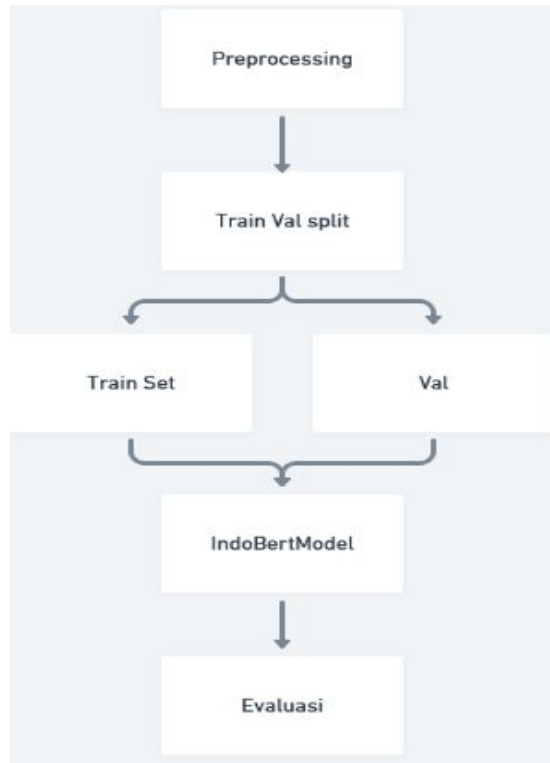 Preprocessing
Train Val split
Train Set
Val
IndoBertModel
Evaluasi